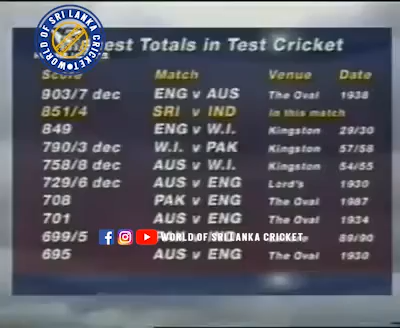 WORLD OF SRI LANKA CRICKET
est Totals in Test Cricket
Score Match Venue Date
903/7 dec ENG v AUS The Oval 1938
851/4 SRI v IND In this match
849 ENG v W.I. Kingston 29/30
790/3 dec W.I. v PAK Kingston 57/58
758/8 dec AUS v W.I. Kingston 54/55
729/6 dec AUS v ENG Lord's 1930
708 PAK v ENG The Oval 1987
701 AUS v ENG The Oval 1934
699/5 v IND 89/90
WORLD OF SRI LANKA CRICKET
695 AUS v ENG The Oval 1930